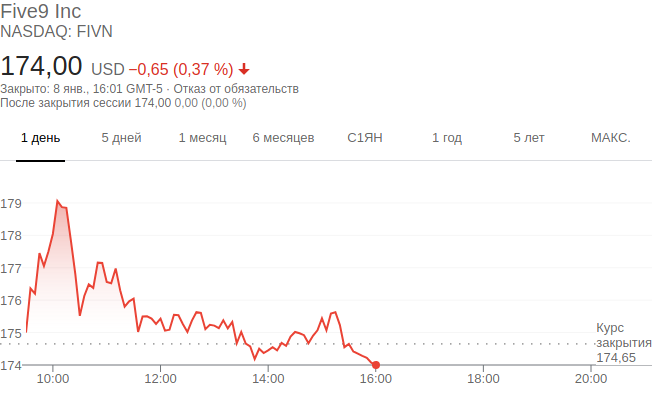 Five9 Inc
NASDAQ: FIVN
174,00 USD −0,65 (0,37 %)
Закрыто: 8 янв., 16:01 GMT-5 · Отказ от обязательств
После закрытия сессии 174,00 0,00 (0,00 %)
1 день 5 дней 1 месяц 6 месяцев С1ЯН 1 год 5 лет МАКС.
179
178
177
176
175
174
Курс
закрытия
174,65
10:00 12:00 14:00 16:00 18:00 20:00